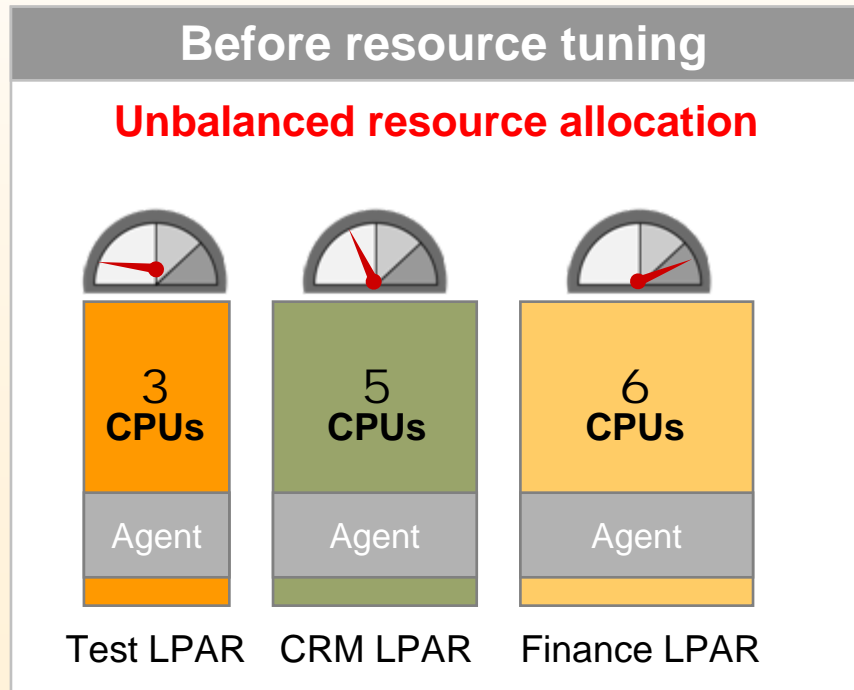 Before resource tuning
Unbalanced resource allocation
3
CPUs
5
CPUs
6
CPUs
Agent
Agent
Agent
Test LPAR
CRM LPAR
Finance LPAR